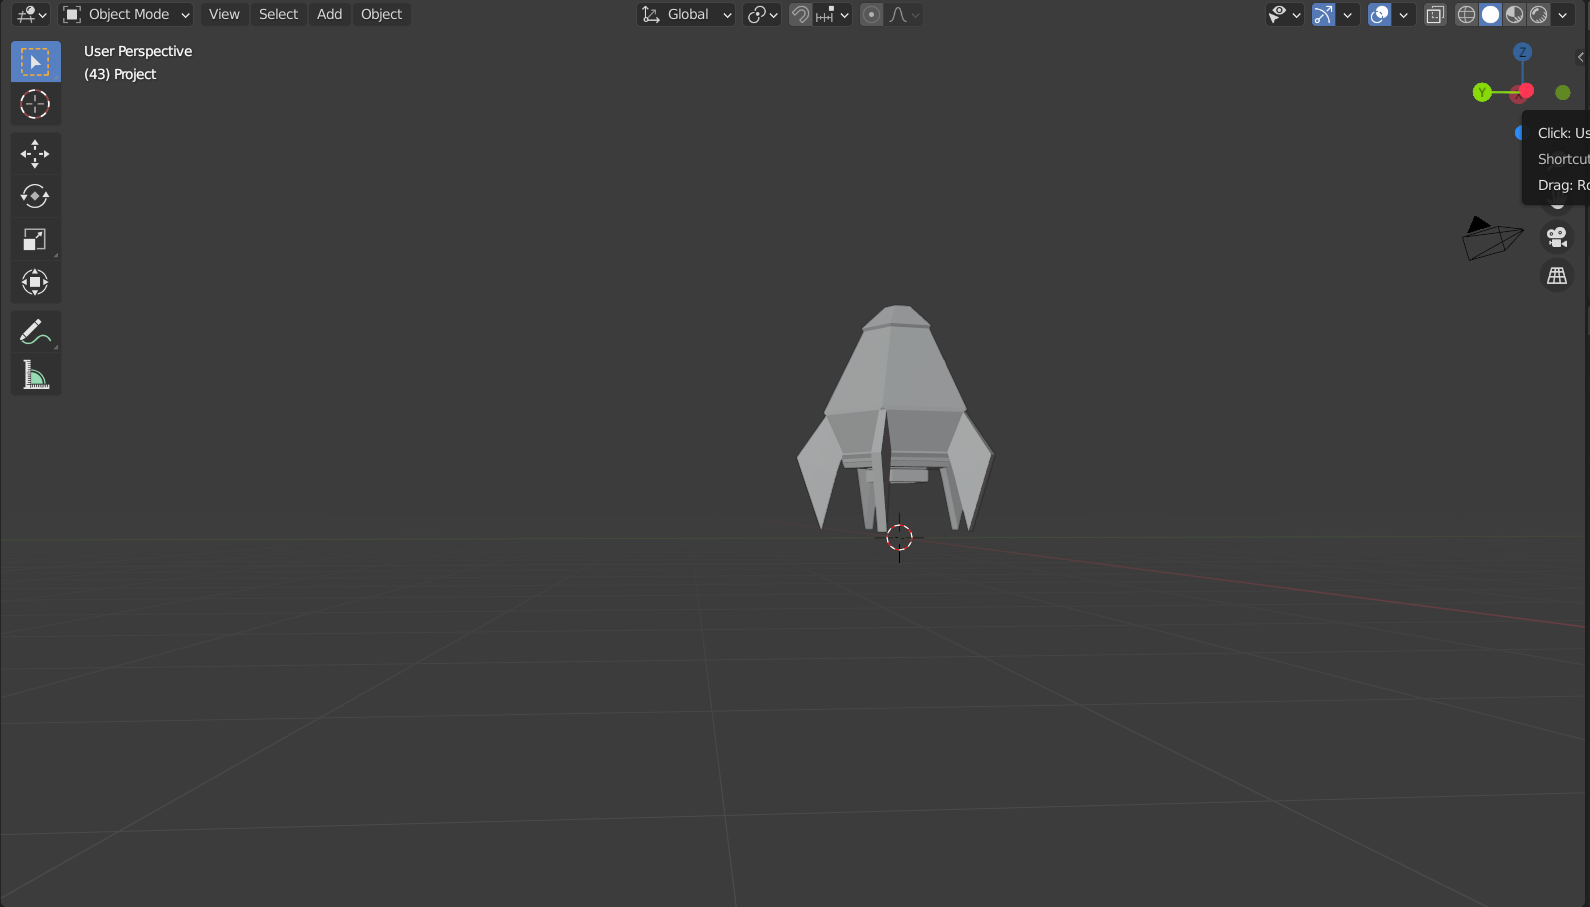 Object Mode View Select Add Object Global
User Perspective
(43) Project
Z
Y
Click: Us
Shortcut
Drag: Ro